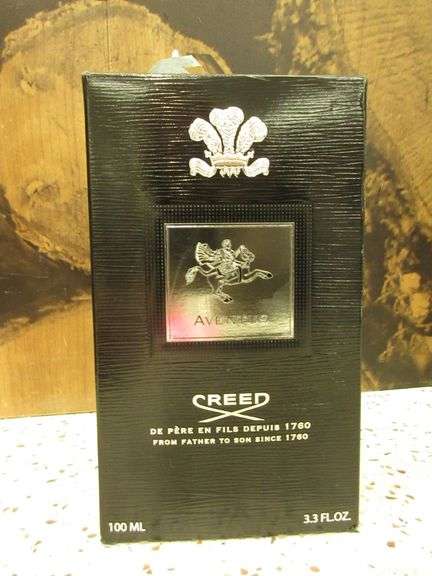 AVENTUS
CREED
DE PÈRE EN FILS DEPUIS 1760
FROM FATHER TO SON SINCE 1760
100 ML
3.3 FL.OZ.